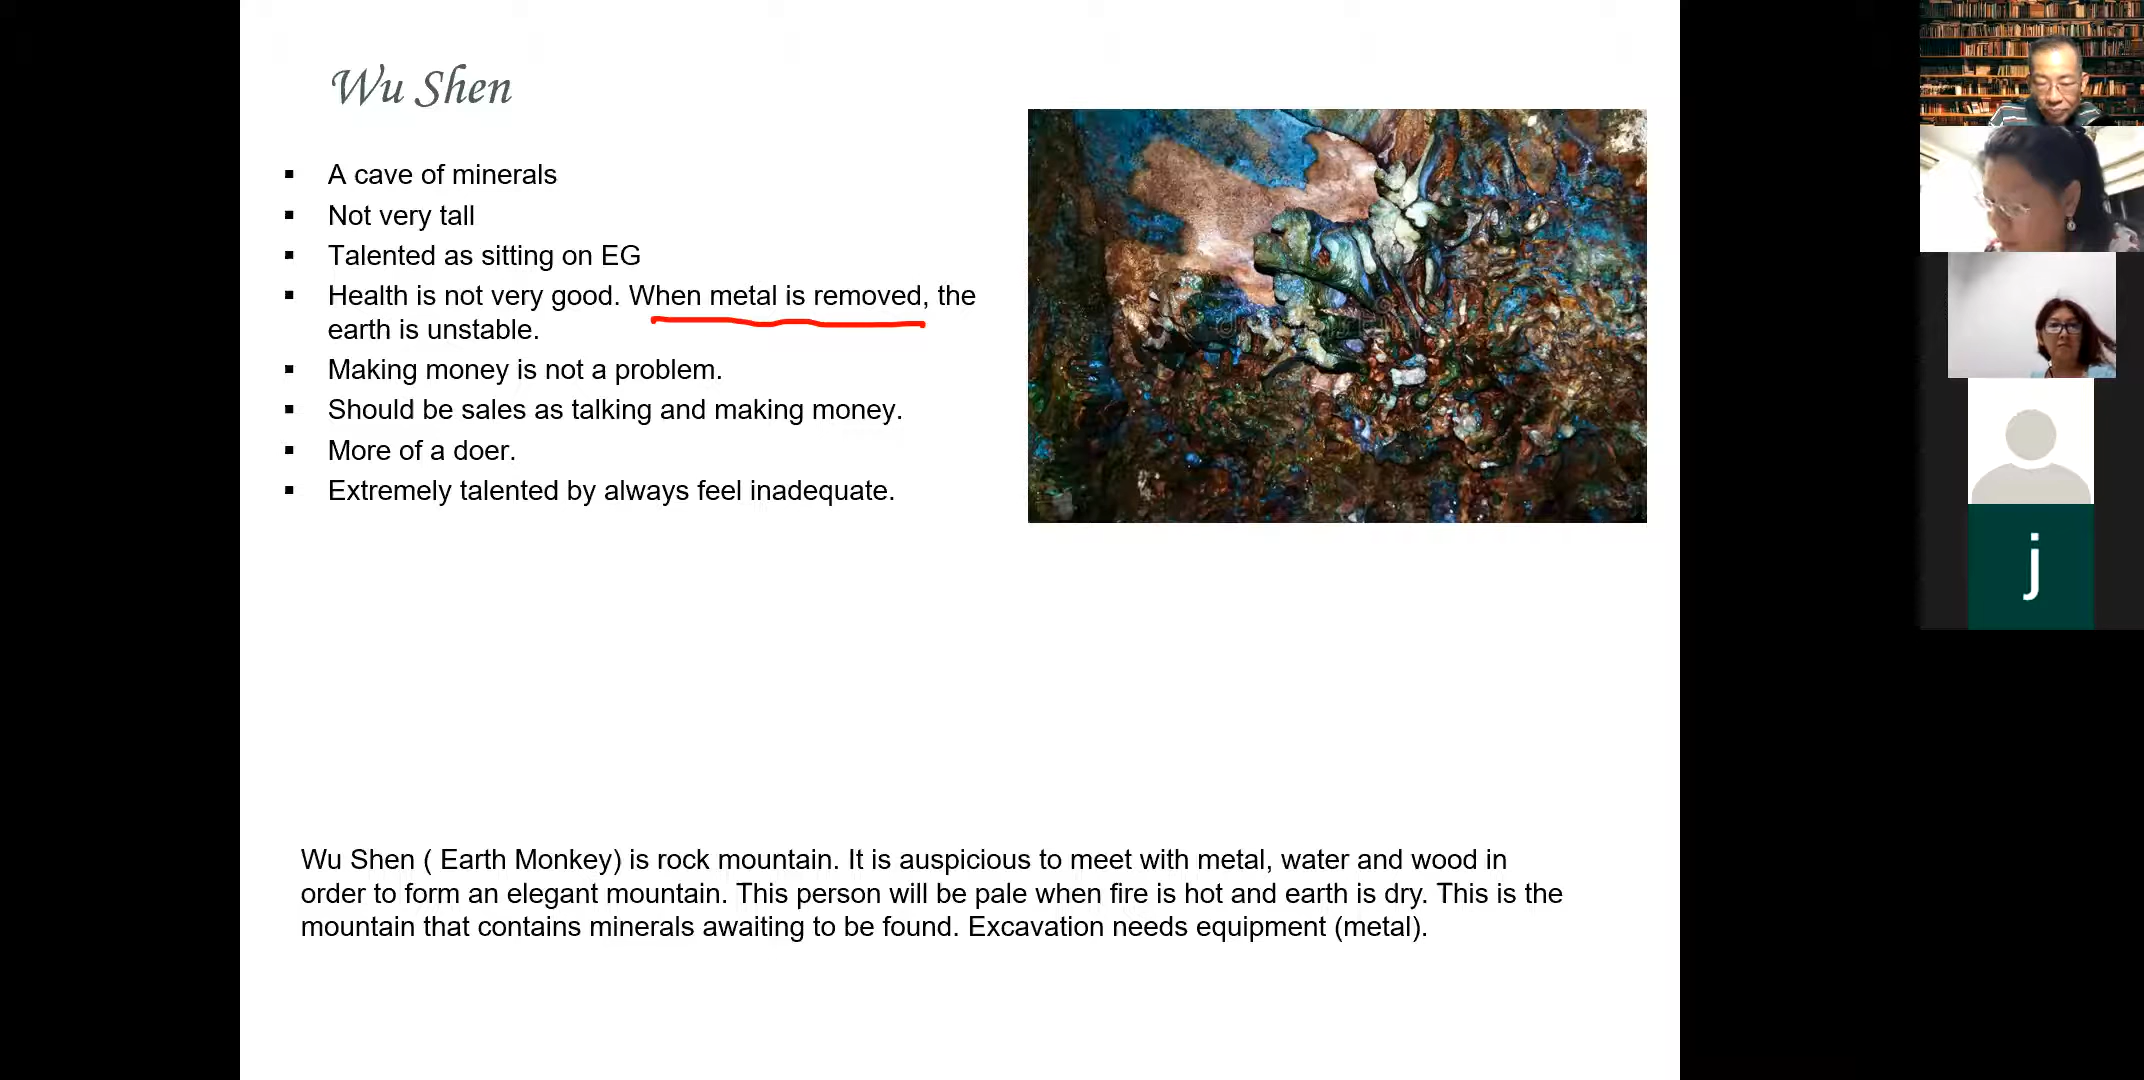 Wu Shen
▪ A cave of minerals
▪ Not very tall
▪ Talented as sitting on EG
▪ Health is not very good. When metal is removed, the
earth is unstable.
▪ Making money is not a problem.
▪ Should be sales as talking and making money.
▪ More of a doer.
▪ Extremely talented by always feel inadequate.
Wu Shen ( Earth Monkey) is rock mountain. It is auspicious to meet with metal, water and wood in
order to form an elegant mountain. This person will be pale when fire is hot and earth is dry. This is the
mountain that contains minerals awaiting to be found. Excavation needs equipment (metal).
j